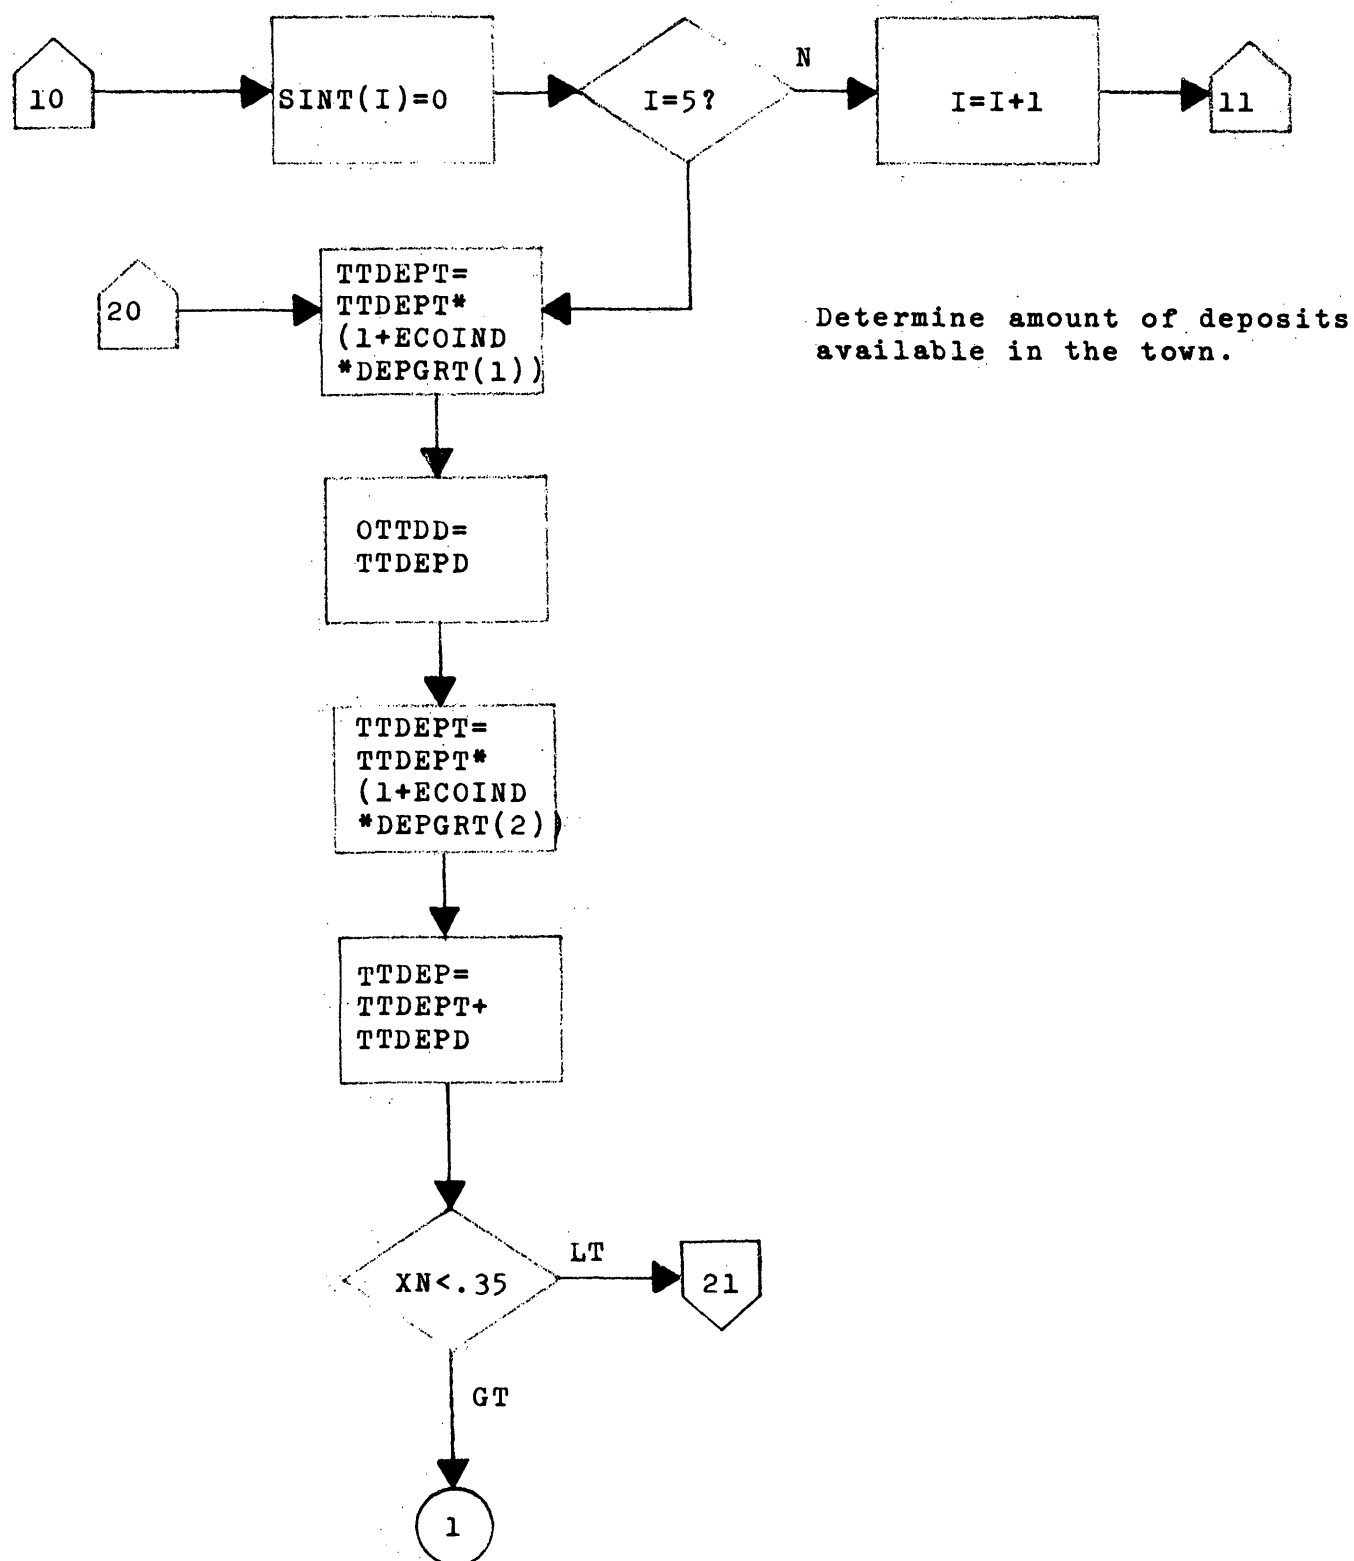 10
SINT(I)=0
I=5?
N
I=I+1
11
20
TTDEPT=
TTDEPT*
(1+ECOIND
*DEPGRT(1))
Determine amount of deposits
available in the town.
OTTDD=
TTDEPD
TTDEPT=
TTDEPT*
(1+ECOIND
*DEPGRT(2))
TTDEP=
TTDEPT+
TTDEPD
XN<.35
LT
21
GT
1